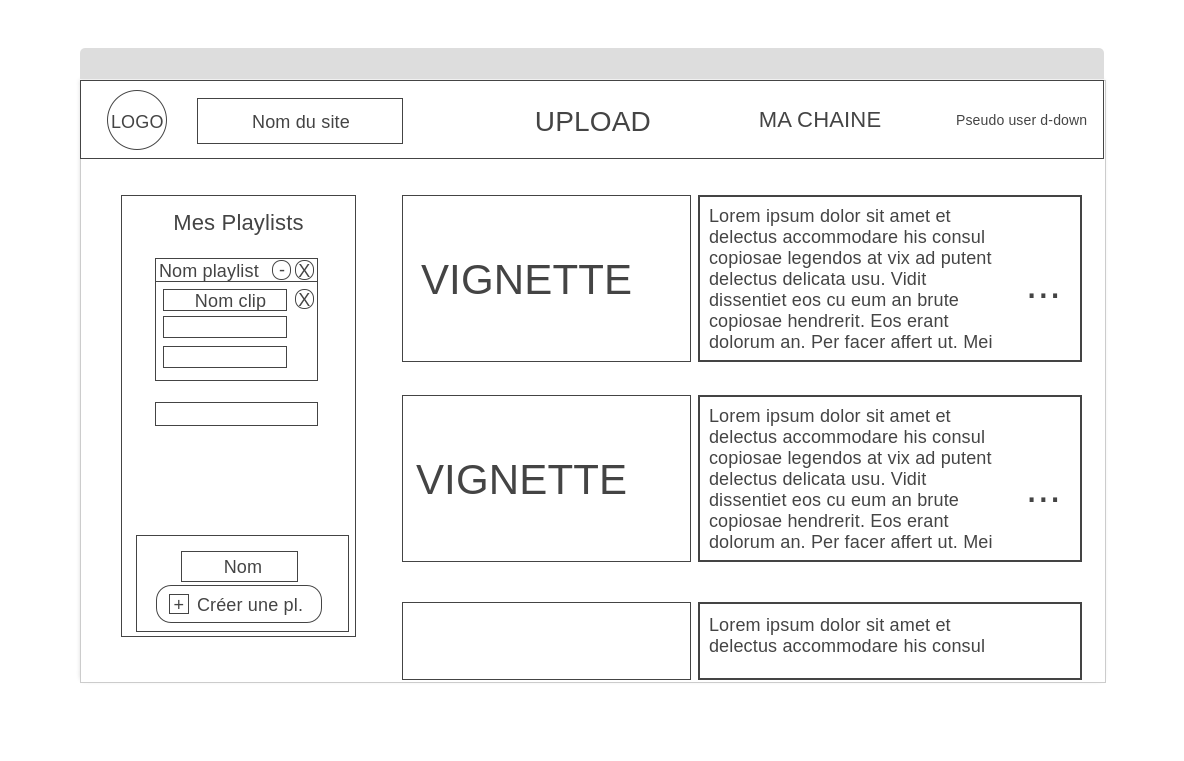 LOGO
Nom du site
UPLOAD
MA CHAINE
Pseudo user d-down
Mes Playlists
Nom playlist - X
Nom clip X
Nom
+ Créer une pl.
VIGNETTE
Lorem ipsum dolor sit amet et
delectus accommodare his consul
copiosae legendos at vix ad putent
delectus delicata usu. Vidit
dissentiet eos cu eum an brute
copiosae hendrerit. Eos erant
dolorum an. Per facer affert ut. Mei
...
VIGNETTE
Lorem ipsum dolor sit amet et
delectus accommodare his consul
copiosae legendos at vix ad putent
delectus delicata usu. Vidit
dissentiet eos cu eum an brute
copiosae hendrerit. Eos erant
dolorum an. Per facer affert ut. Mei
...
Lorem ipsum dolor sit amet et
delectus accommodare his consul